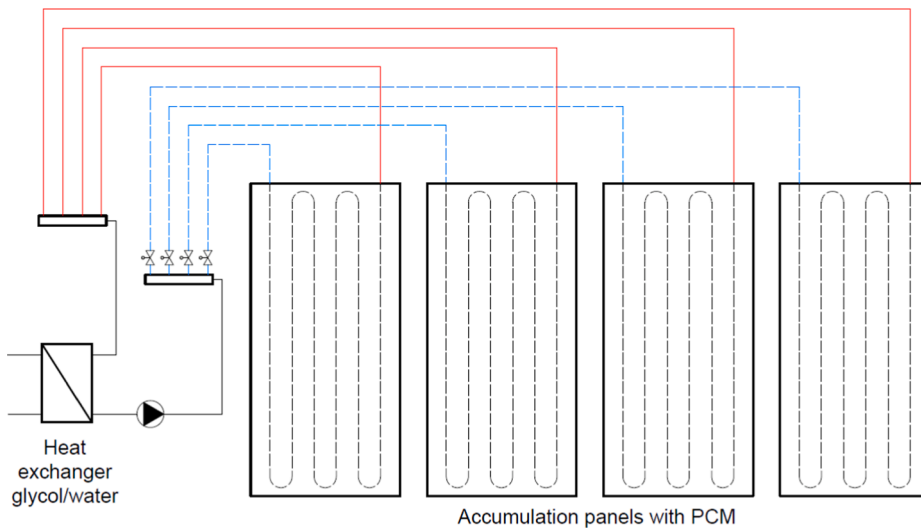 Heat
exchanger
glycol/water
Accumulation panels with PCM